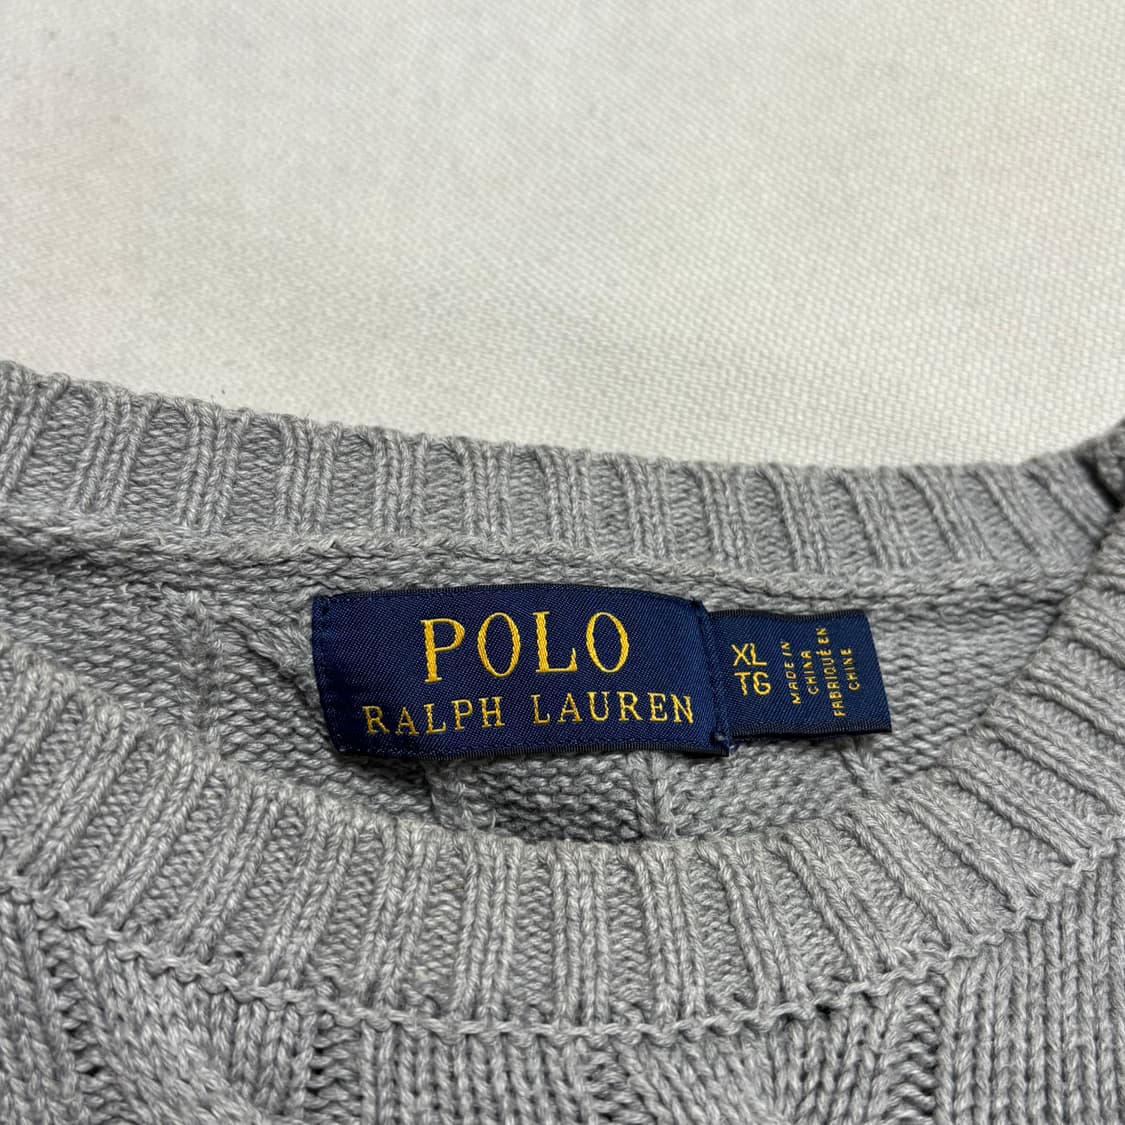 POLO
RALPH LAUREN
XL
TG
MADE IN
CHINA
FABRIQUÉ EN
CHINE